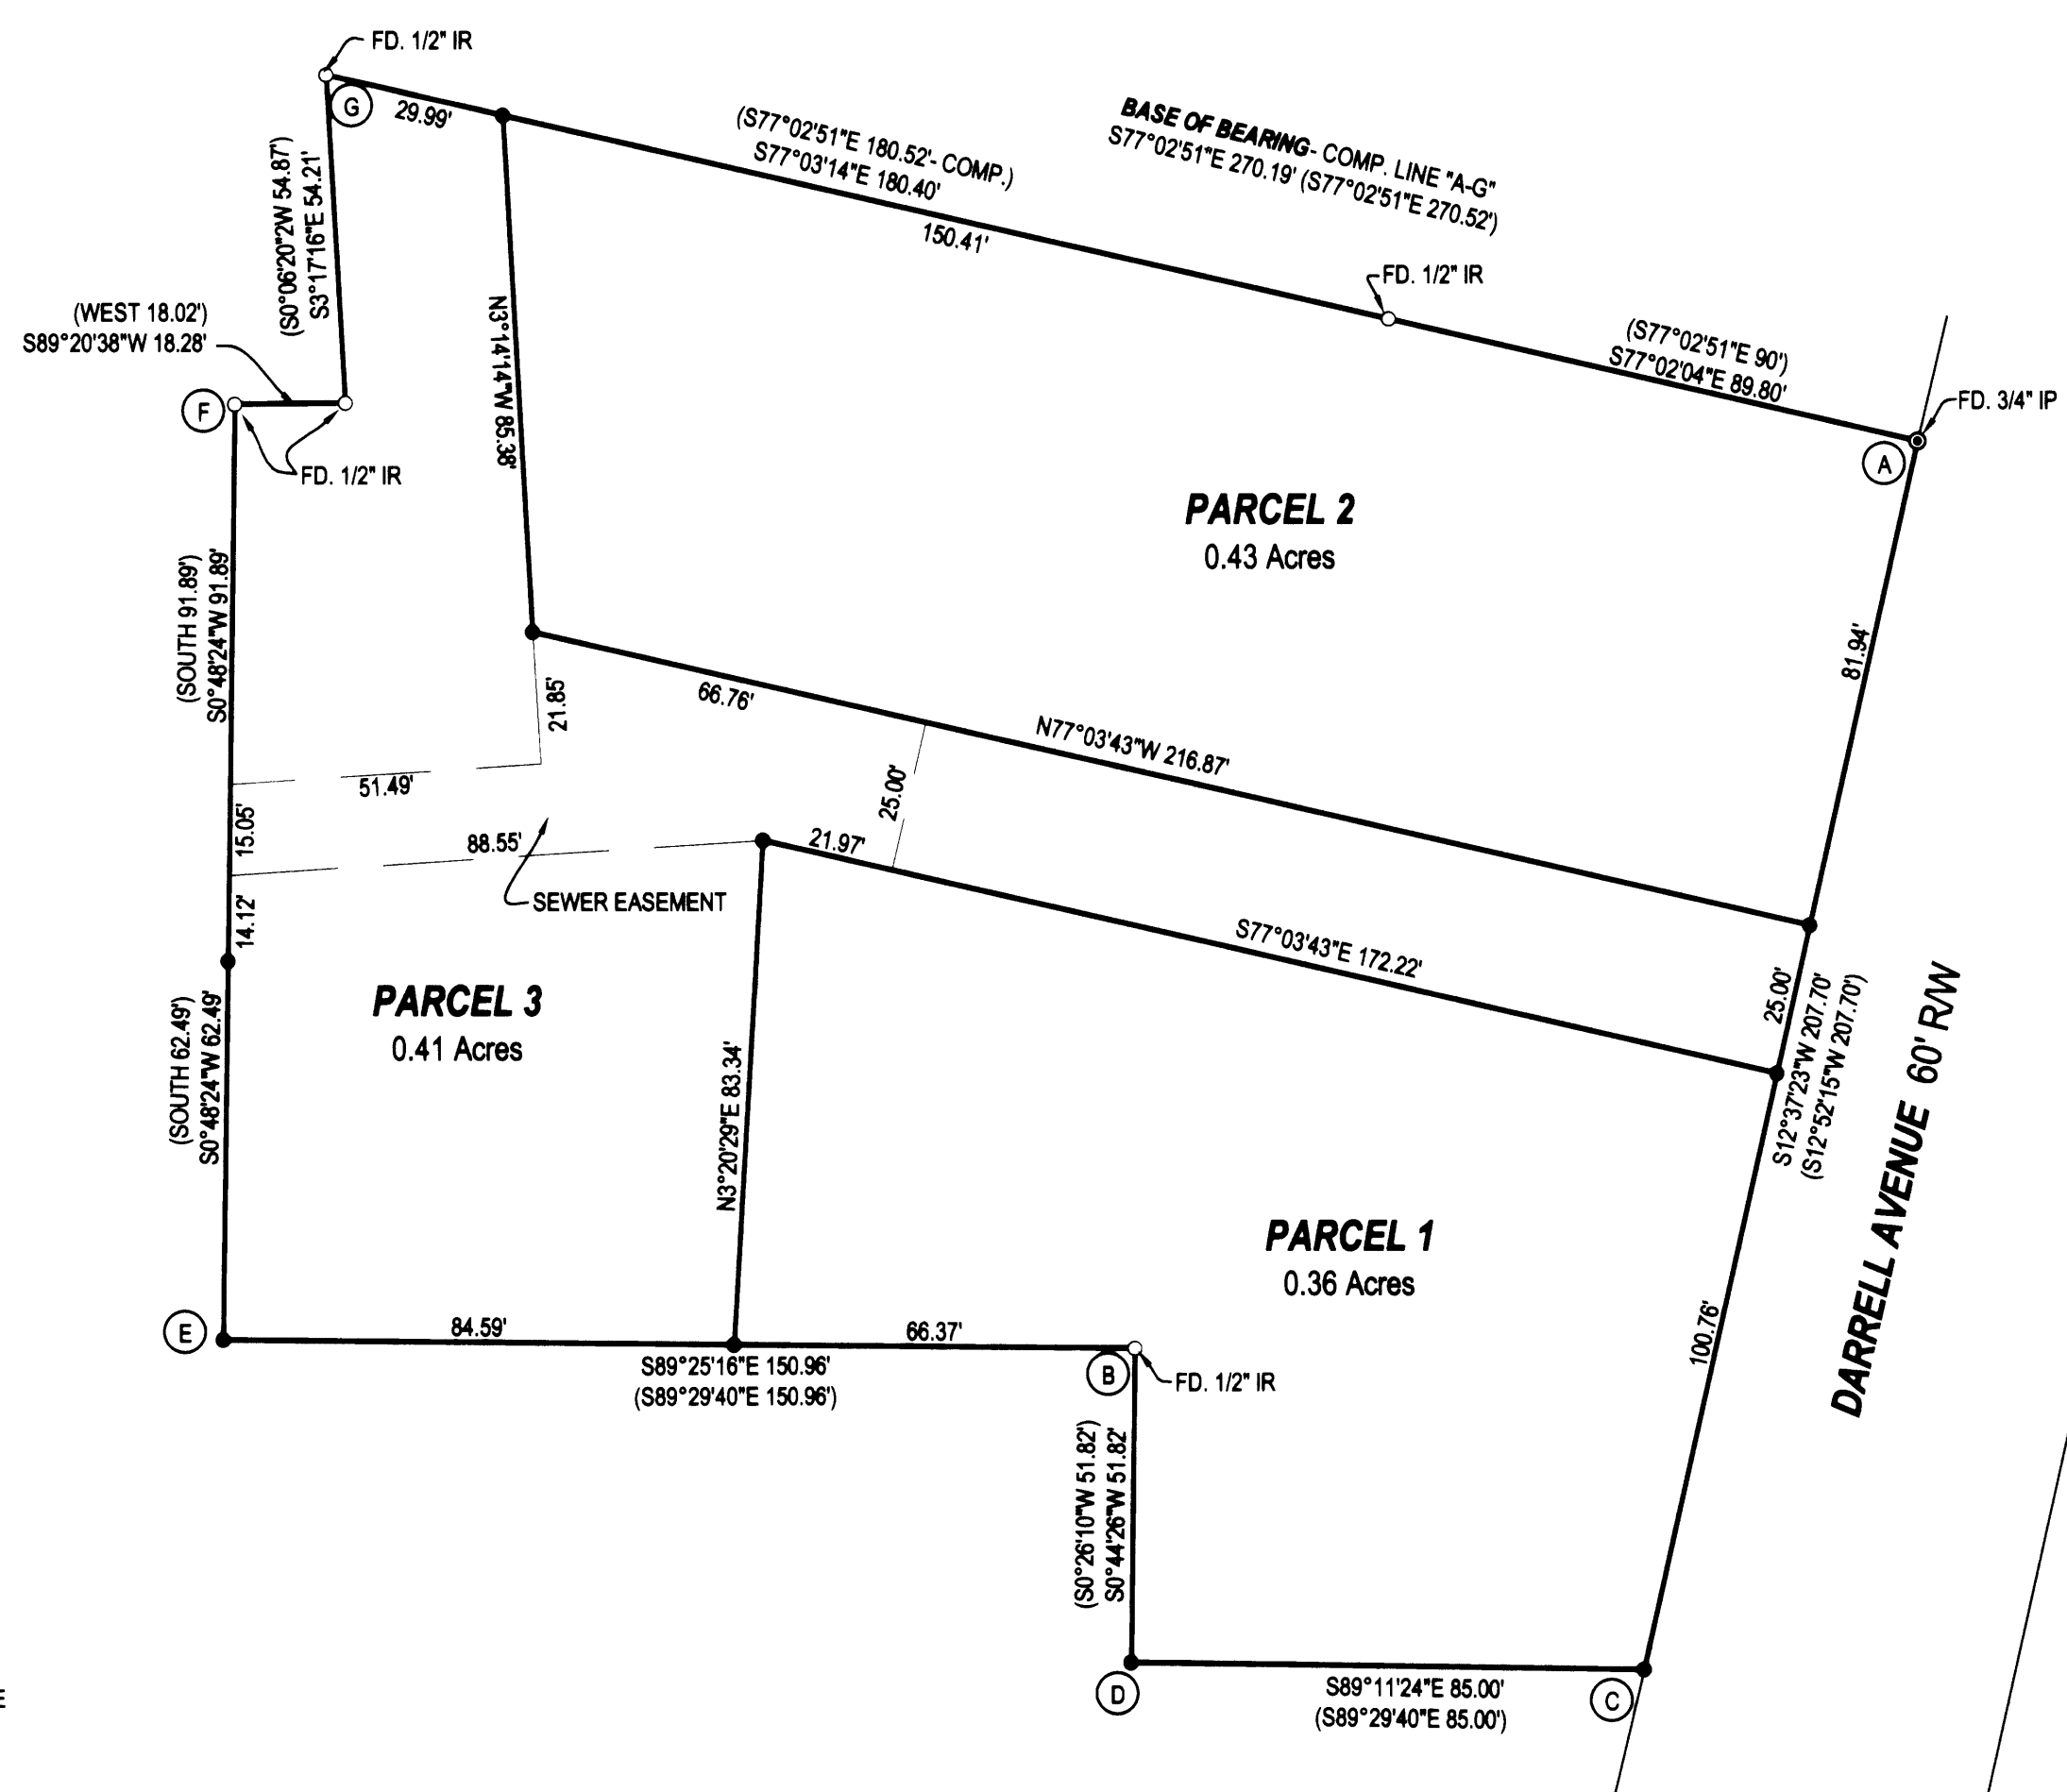 FD. 1/2" IR
G
29.99'
(S77°02'51"E 180.52'- COMP.)
S77°03'14"E 180.40'
150.41'
BASE OF BEARING- COMP. LINE "A-G"
S77°02'51"E 270.19' (S77°02'51"E 270.52')
(S0°06'20"2W 54.87')
S3°17'16"E 54.21'
FD. 1/2" IR
(S77°02'51"E 90')
S77°02'04"E 89.80'
FD. 3/4" IP
A
(WEST 18.02')
S89°20'38"W 18.28'
F
FD. 1/2" IR
N3°14'14"W 85.38'
PARCEL 2
0.43 Acres
81.94'
(SOUTH 91.89')
S0°48'24"W 91.89'
21.85'
66.76'
N77°03'43"W 216.87'
51.49'
25.00'
15.05'
88.55'
21.97'
SEWER EASEMENT
14.12'
S77°03'43"E 172.22'
25.00'
S12°37'23"W 207.70'
(S12°52'15"W 207.70')
DARRELL AVENUE 60' R/W
PARCEL 3
0.41 Acres
(SOUTH 62.49')
S0°48'24"W 62.49'
N3°20'29"E 83.34'
PARCEL 1
0.36 Acres
100.76'
E
84.59'
66.37'
S89°25'16"E 150.96'
(S89°29'40"E 150.96')
B
FD. 1/2" IR
(S0°26'10"W 51.82')
S0°44'26"W 51.82'
D
S89°11'24"E 85.00'
(S89°29'40"E 85.00')
C
E